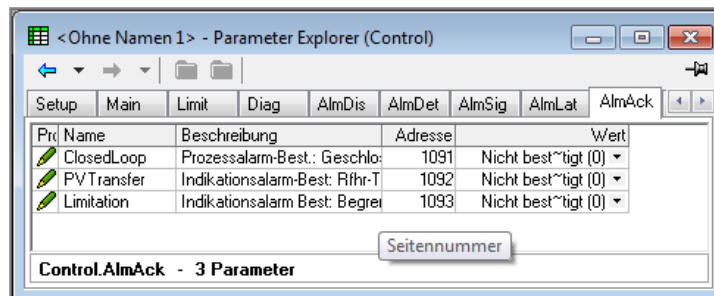 <Ohne Namen 1> - Parameter Explorer (Control)
Setup Main Limit Diag AlmDis AlmDet AlmSig AlmLat AlmAck
Pro Name Beschreibung Adresse Wert
ClosedLoop Prozessalarm-Best.: Geschlo: 1091 Nicht best~tigt (0)
PVTransfer Indikationsalarm-Best: Rfhr-T 1092 Nicht best~tigt (0)
Limitation Indikationsalarm Best: Begrei 1093 Nicht best~tigt (0)
Seitennummer
Control.AlmAck - 3 Parameter